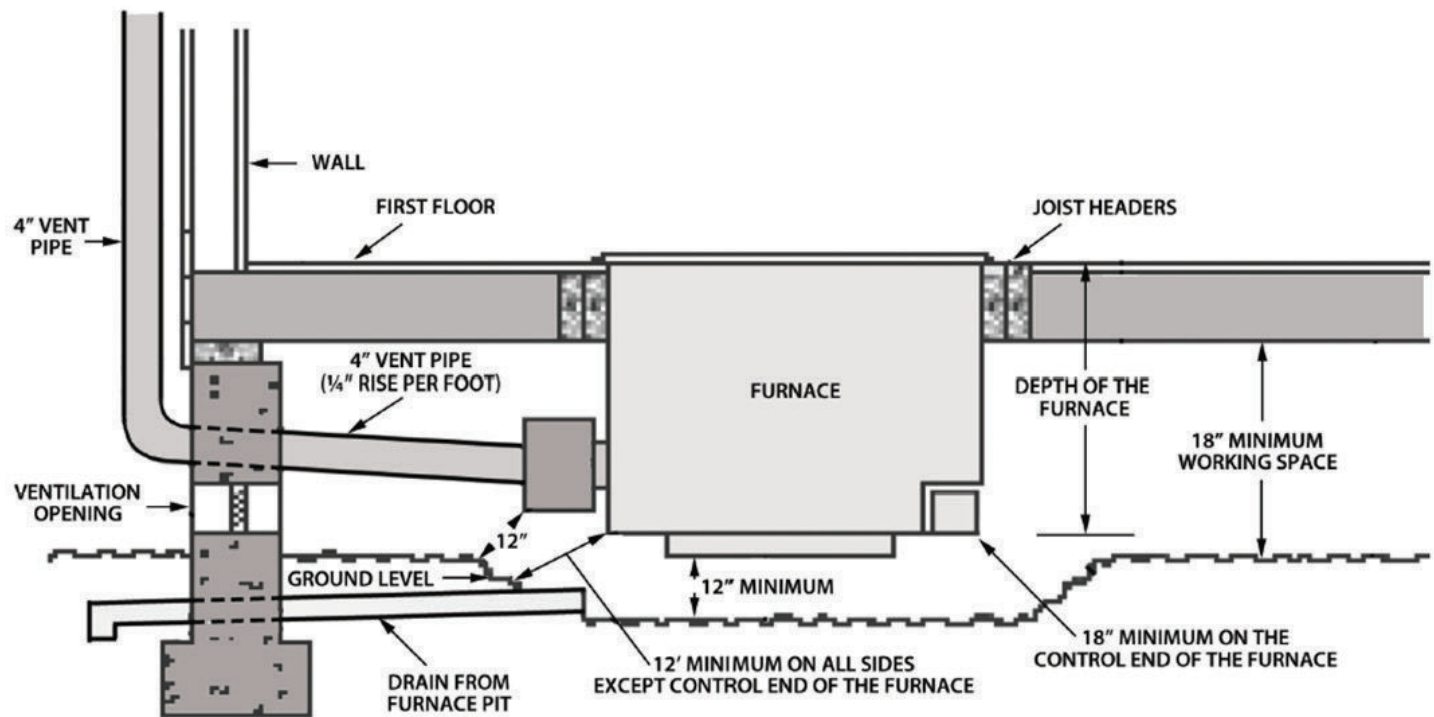 WALL
FIRST FLOOR
JOIST HEADERS
4” VENT
PIPE
4” VENT PIPE
(¼” RISE PER FOOT)
FURNACE
DEPTH OF THE
FURNACE
18” MINIMUM
WORKING SPACE
VENTILATION
OPENING
12”
GROUND LEVEL
12” MINIMUM
18” MINIMUM ON THE
CONTROL END OF THE FURNACE
12’ MINIMUM ON ALL SIDES
EXCEPT CONTROL END OF THE FURNACE
DRAIN FROM
FURNACE PIT